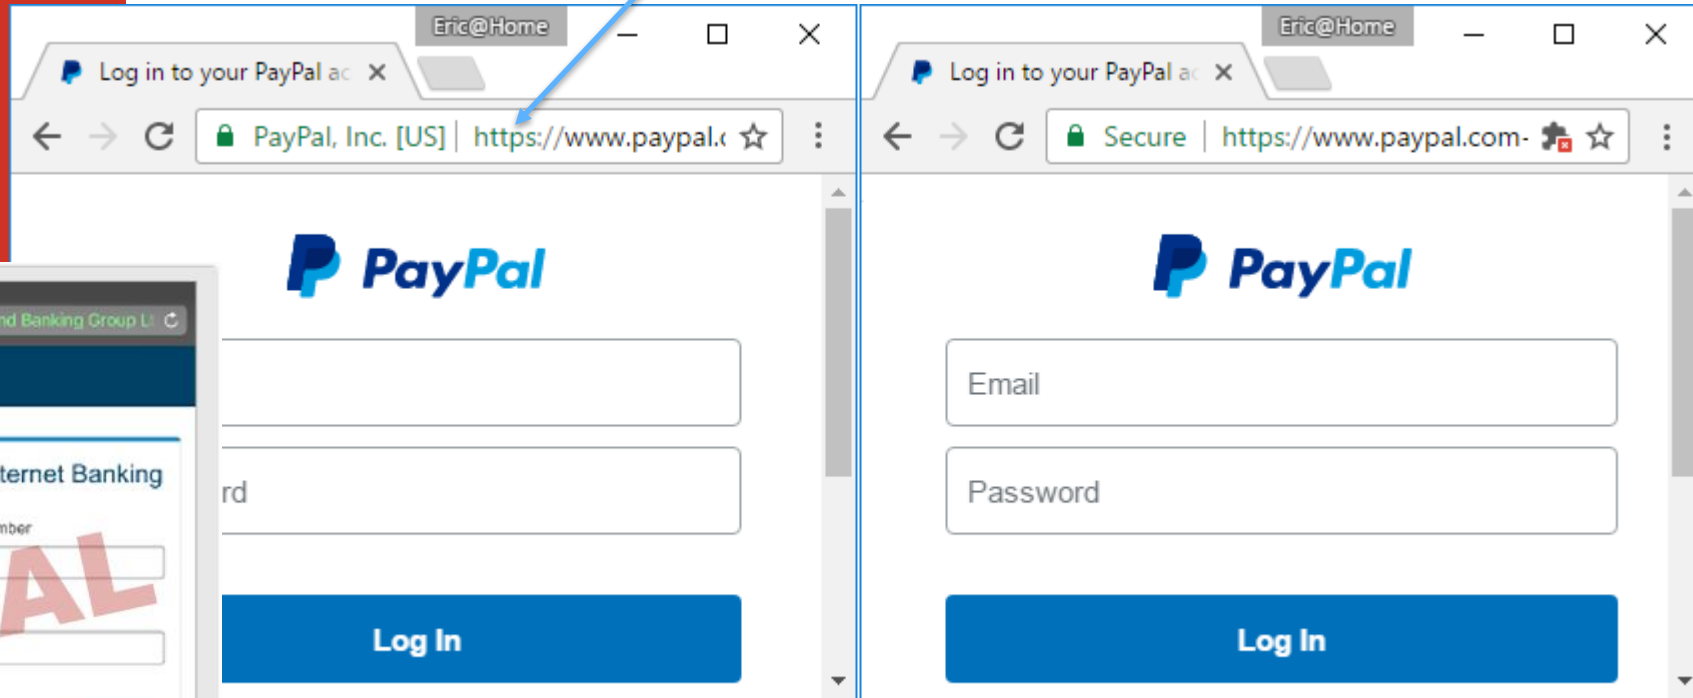 Eric@Home
Log in to your PayPal ac
PayPal, Inc. [US] https://www.paypal.c
PayPal
rd
Log In
Eric@Home
Log in to your PayPal ac
Secure https://www.paypal.com-
PayPal
Email
Password
Log In
nd Banking Group L
ternet Banking
mber
AL